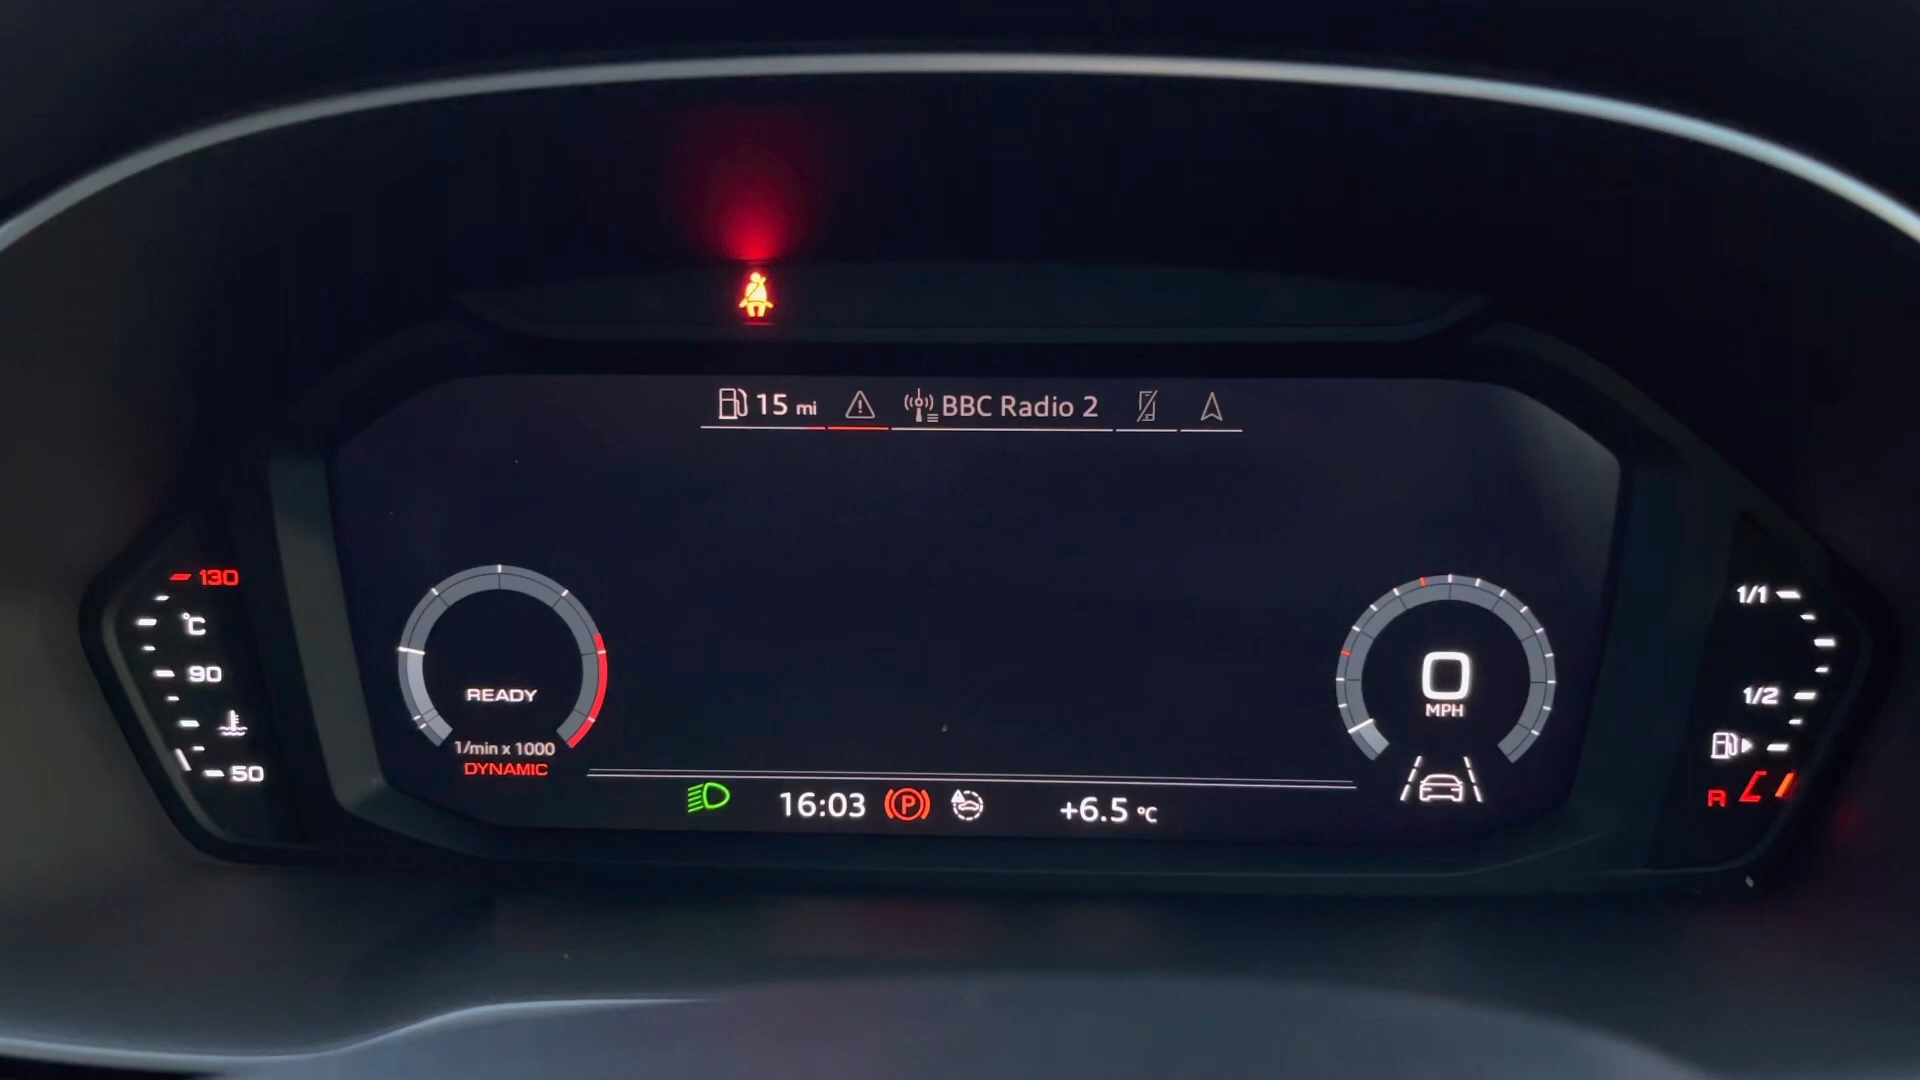 15 mi
BBC Radio 2
130
°C
90
50
READY
1/min x 1000
DYNAMIC
0
MPH
1/1
1/2
R
16:03
P
+6.5 °C